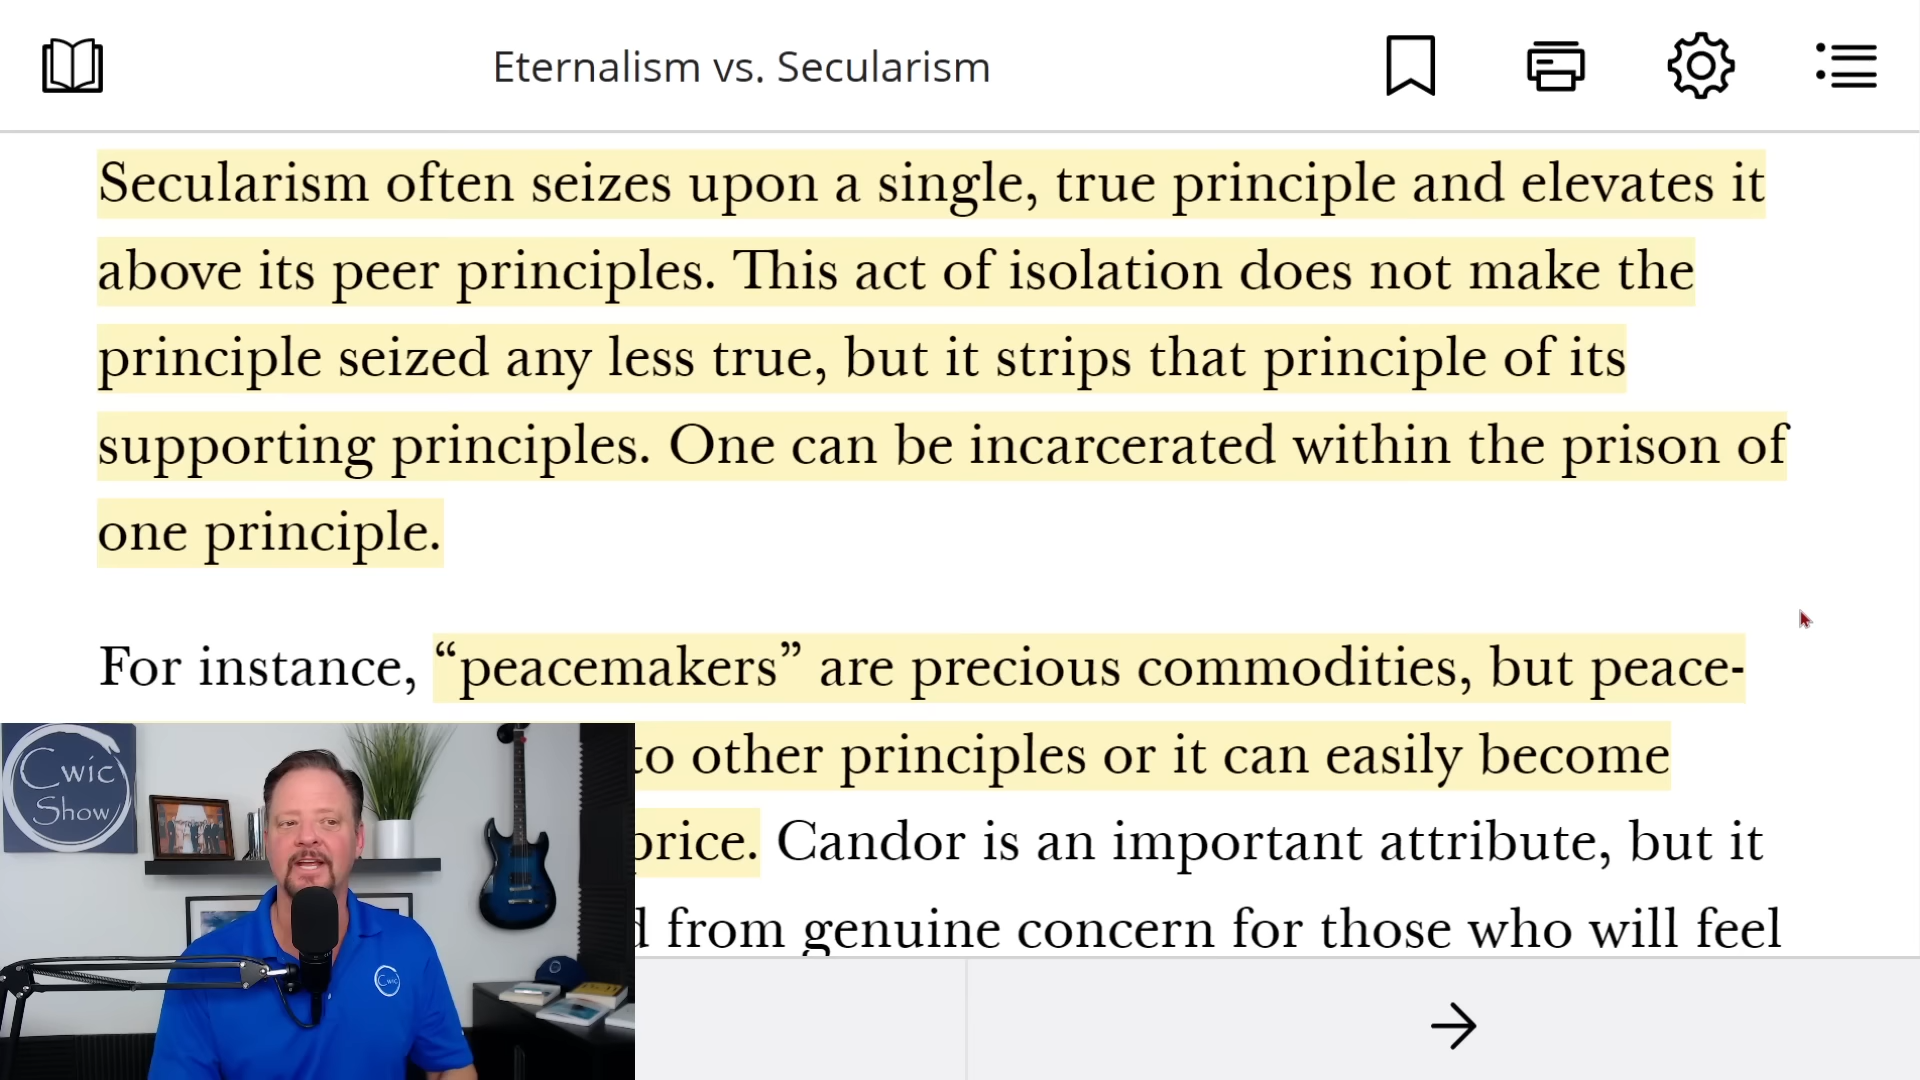 Eternalism vs. Secularism
Secularism often seizes upon a single, true principle and elevates it
above its peer principles. This act of isolation does not make the
principle seized any less true, but it strips that principle of its
supporting principles. One can be incarcerated within the prison of
one principle.
For instance, “peacemakers” are precious commodities, but peace-
to other principles or it can easily become
price. Candor is an important attribute, but it
from genuine concern for those who will feel
Cwic
Show
Cwic